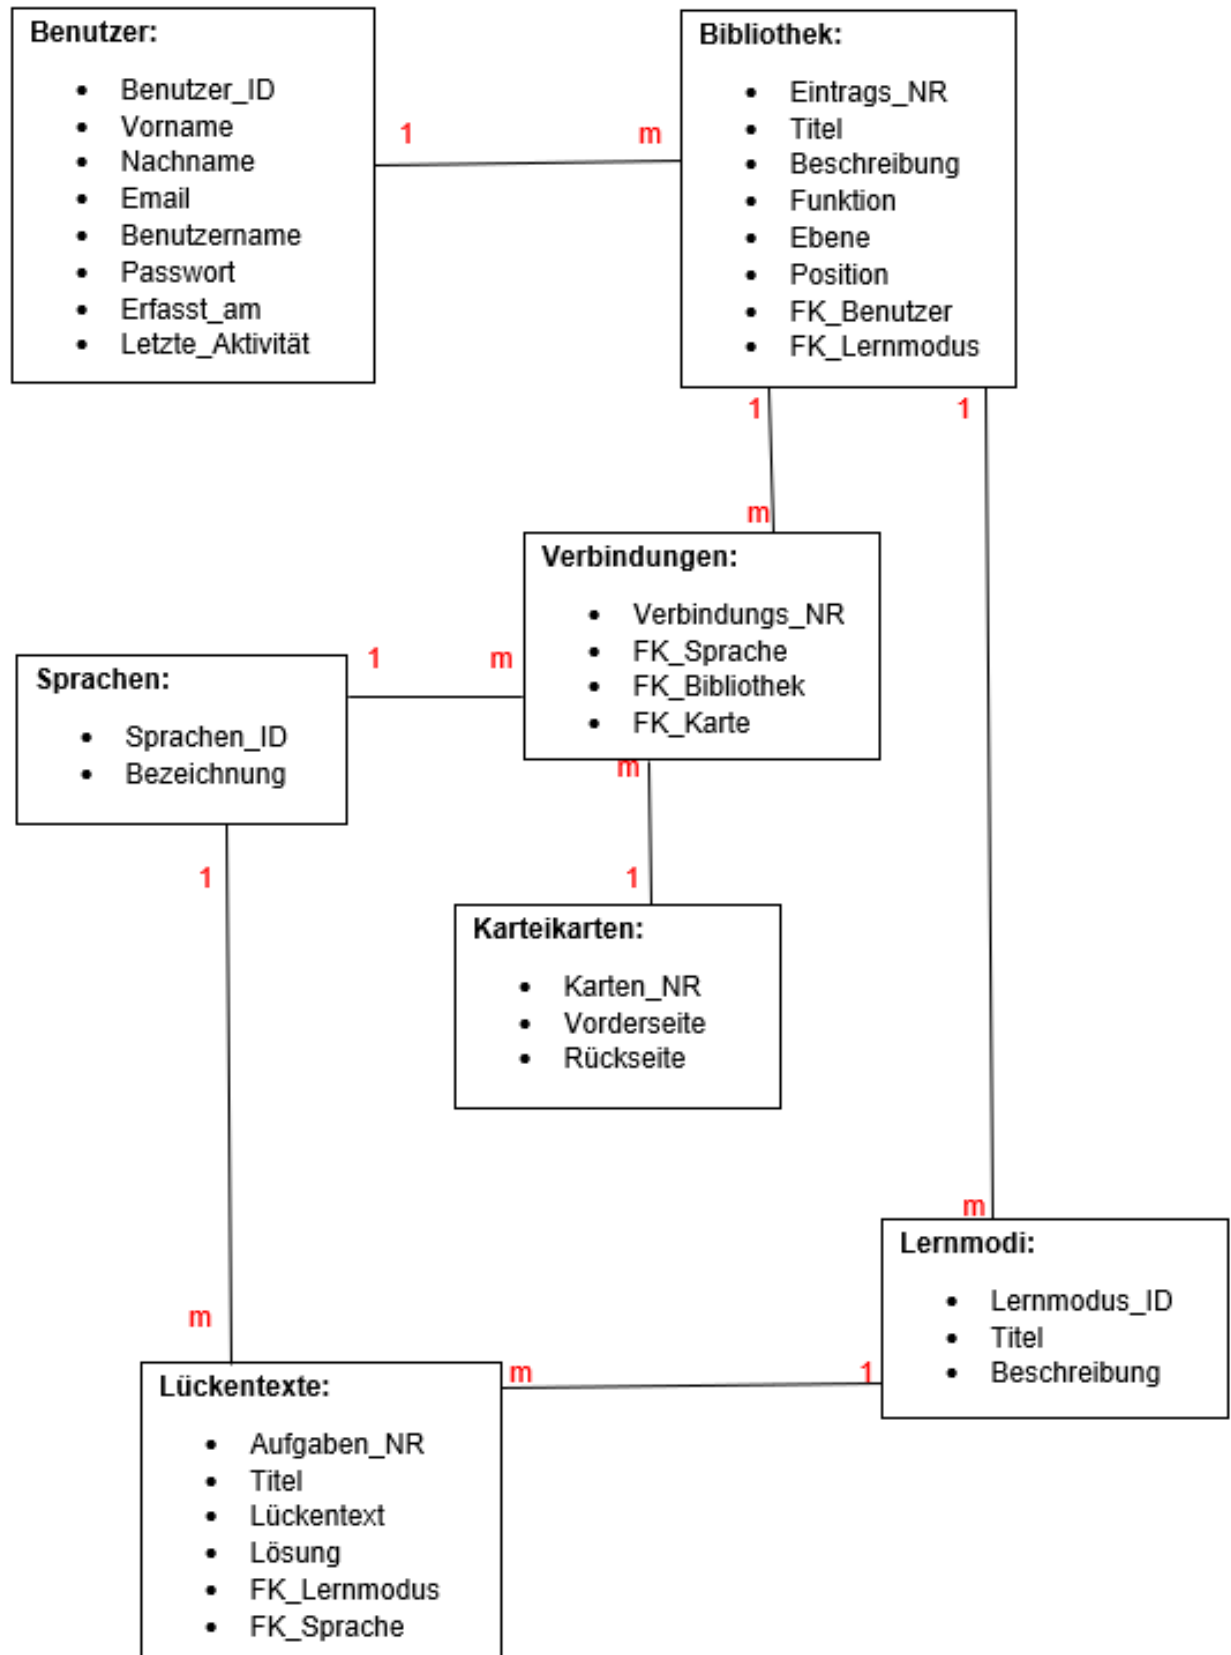 Benutzer:
• Benutzer_ID
• Vorname
• Nachname
• Email
• Benutzername
• Passwort
• Erfasst_am
• Letzte_Aktivität
1
m
Bibliothek:
• Eintrags_NR
• Titel
• Beschreibung
• Funktion
• Ebene
• Position
• FK_Benutzer
• FK_Lernmodus
1
1
m
Verbindungen:
• Verbindungs_NR
• FK_Sprache
• FK_Bibliothek
• FK_Karte
1
m
Sprachen:
• Sprachen_ID
• Bezeichnung
m
1
1
Karteikarten:
• Karten_NR
• Vorderseite
• Rückseite
m
Lernmodi:
• Lernmodus_ID
• Titel
• Beschreibung
m
m
1
Lückentexte:
• Aufgaben_NR
• Titel
• Lückentext
• Lösung
• FK_Lernmodus
• FK_Sprache